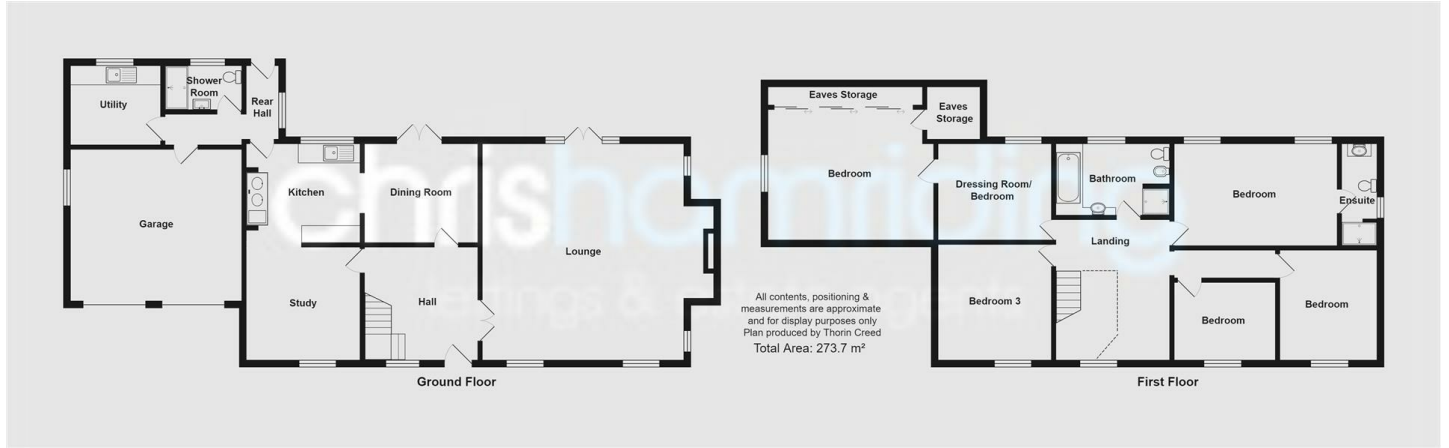 Utility
Shower
Room
Rear
Hall
Garage
Kitchen
Dining Room
Study
Hall
Lounge
Ground Floor
Eaves Storage
Eaves
Storage
Bedroom
Dressing Room/
Bedroom
Bathroom
Bedroom
Ensuite
Landing
Bedroom 3
Bedroom
Bedroom
First Floor
All contents, positioning &
measurements are approximate
and for display purposes only
Plan produced by Thorin Creed
Total Area: 273.7 m²
chrishamriding